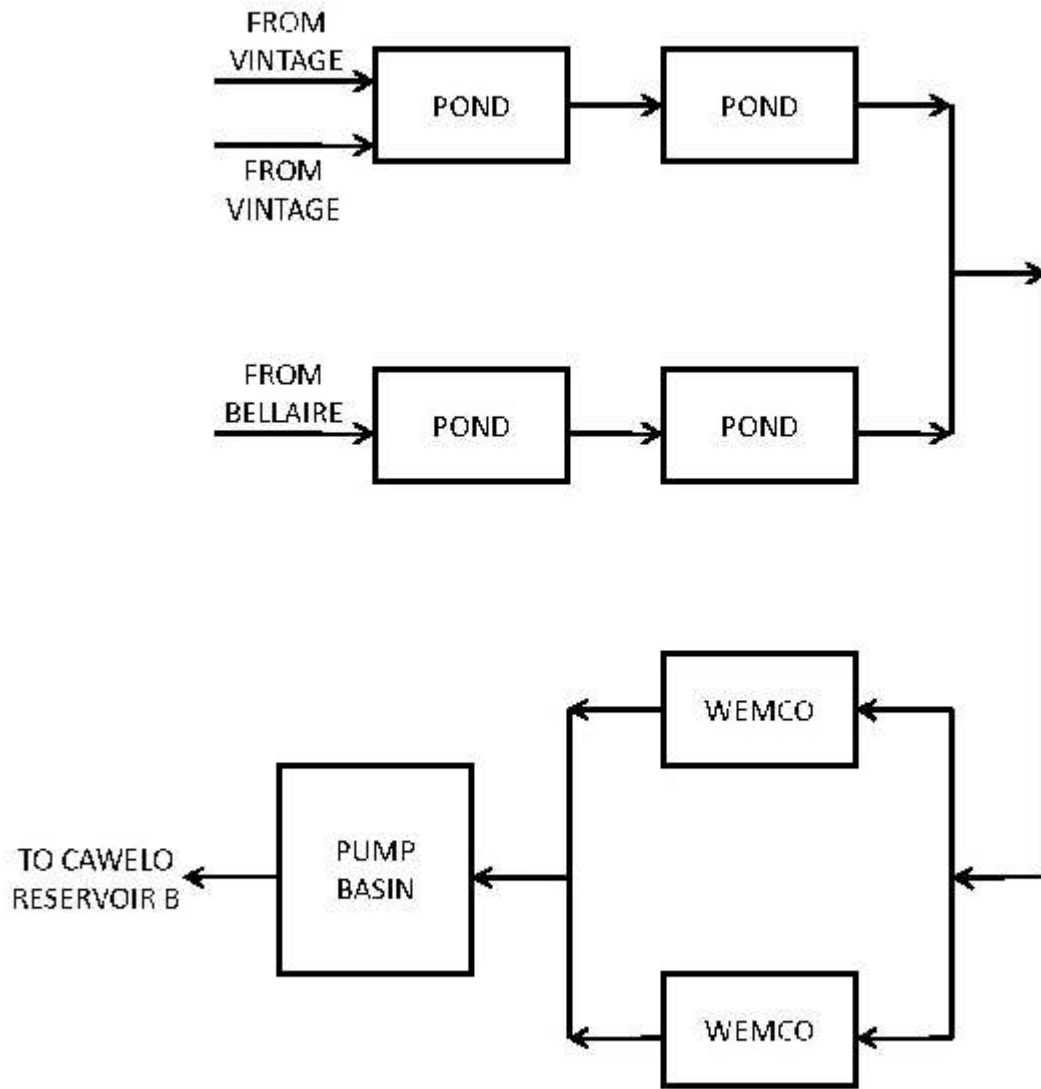 FROM
VINTAGE
POND
POND
FROM
VINTAGE
FROM
BELLAIRE
POND
POND
WEMCO
PUMP
BASIN
TO CAWELO
RESERVOIR B
WEMCO